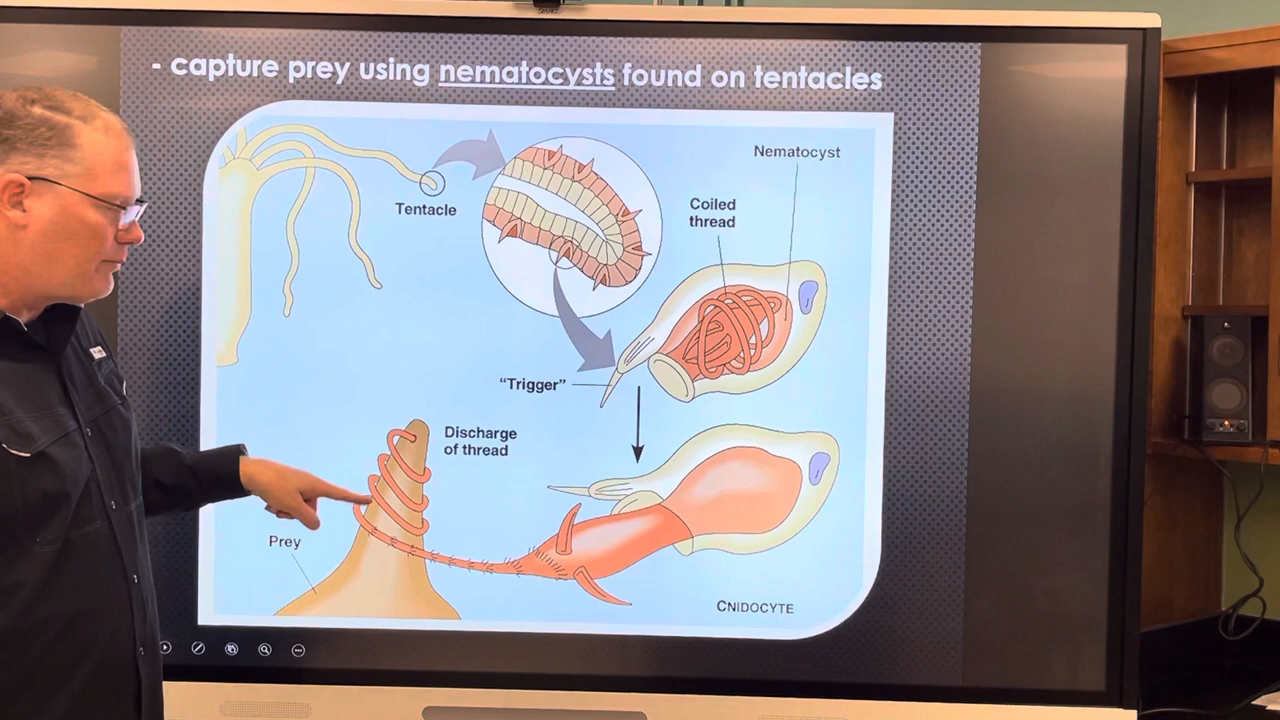 - capture prey using nematocysts found on tentacles
Nematocyst
Coiled
thread
Tentacle
"Trigger"
Discharge
of thread
Prey
CNIDOCYTE